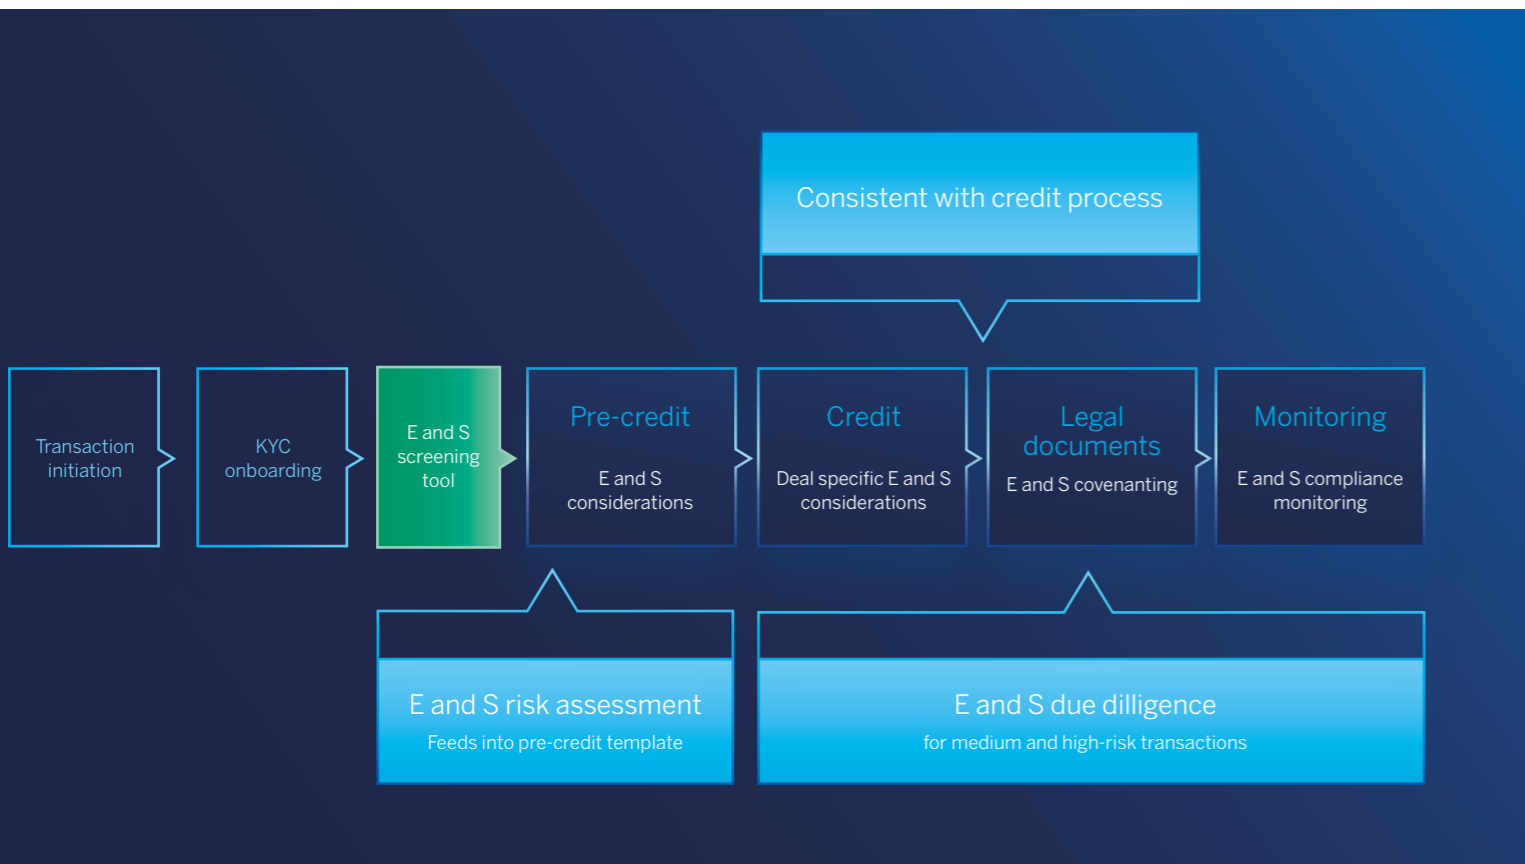 Consistent with credit process
Transaction
initiation
KYC
onboarding
E and S
screening
tool
Pre-credit
E and S
considerations
Credit
Deal specific E and S
considerations
Legal
documents
E and S covenanting
Monitoring
E and S compliance
monitoring
E and S risk assessment
Feeds into pre-credit template
E and S due dilligence
for medium and high-risk transactions